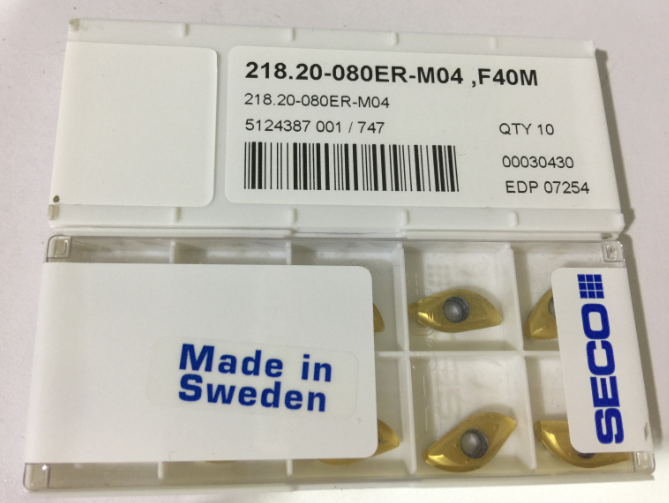 218.20-080ER-M04 ,F40M
218.20-080ER-M04
5124387 001 / 747
QTY 10
00030430
EDP 07254
Made in
Sweden
SECO